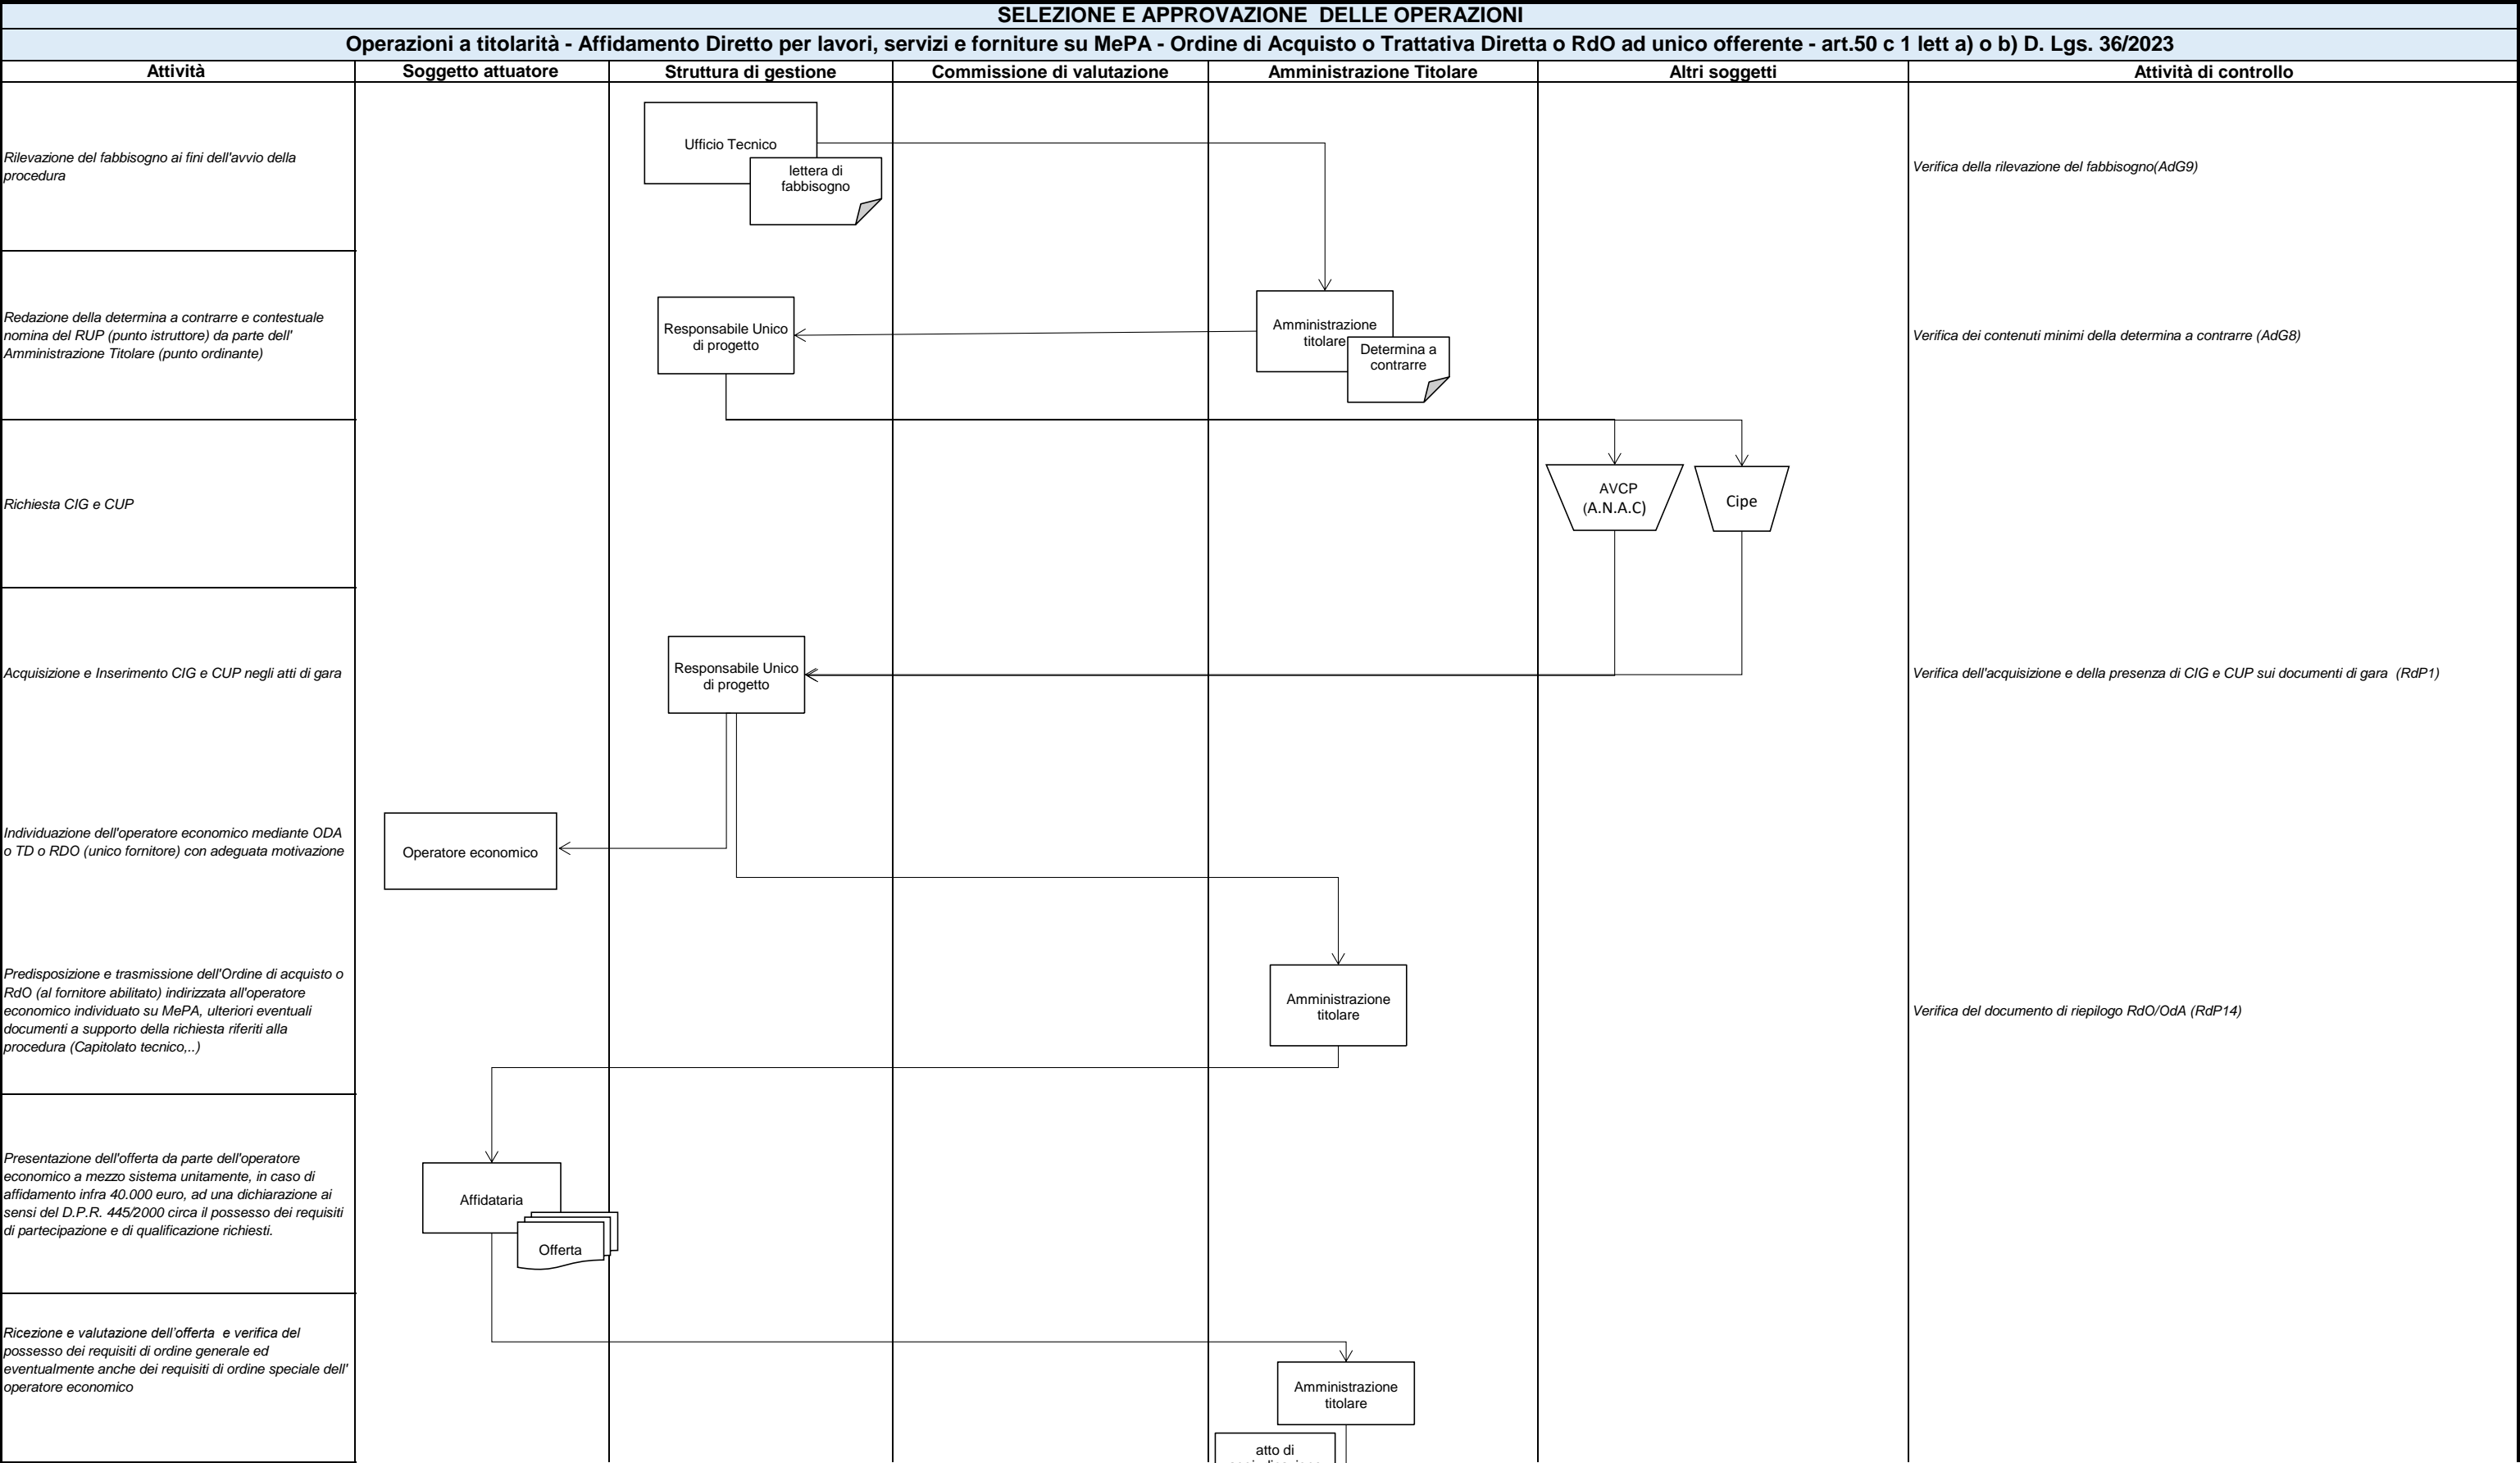 SELEZIONE E APPROVAZIONE  DELLE OPERAZIONI
Operazioni a titolarità - Affidamento Diretto per lavori, servizi e forniture su MePA - Ordine di Acquisto o Trattativa Diretta o RdO ad unico offerente - art.50 c 1 lett a) o b) D. Lgs. 36/2023
Attività
Soggetto attuatore
Struttura di gestione
Commissione di valutazione
Amministrazione Titolare
Altri soggetti
Attività di controllo
Rilevazione del fabbisogno ai fini dell'avvio della
procedura
Ufficio Tecnico
lettera di
fabbisogno
Verifica della rilevazione del fabbisogno(AdG9)
Redazione della determina a contrarre e contestuale
nomina del RUP (punto istruttore) da parte dell'
Amministrazione Titolare (punto ordinante)
Responsabile Unico
di progetto
Amministrazione
titolare
Determina a
contrarre
Verifica dei contenuti minimi della determina a contrarre (AdG8)
Richiesta CIG e CUP
AVCP
(A.N.A.C)
Cipe
Acquisizione e Inserimento CIG e CUP negli atti di gara
Responsabile Unico
di progetto
Verifica dell'acquisizione e della presenza di CIG e CUP sui documenti di gara  (RdP1)
Individuazione dell'operatore economico mediante ODA
o TD o RDO (unico fornitore) con adeguata motivazione
Operatore economico
Predisposizione e trasmissione dell'Ordine di acquisto o
RdO (al fornitore abilitato) indirizzata all'operatore
economico individuato su MePA, ulteriori eventuali
documenti a supporto della richiesta riferiti alla
procedura (Capitolato tecnico,..)
Amministrazione
titolare
Verifica del documento di riepilogo RdO/OdA (RdP14)
Presentazione dell'offerta da parte dell'operatore
economico a mezzo sistema unitamente, in caso di
affidamento infra 40.000 euro, ad una dichiarazione ai
sensi del D.P.R. 445/2000 circa il possesso dei requisiti
di partecipazione e di qualificazione richiesti.
Affidataria
Offerta
Ricezione e valutazione dell'offerta  e verifica del
possesso dei requisiti di ordine generale ed
eventualmente anche dei requisiti di ordine speciale dell'
operatore economico
Amministrazione
titolare
atto di